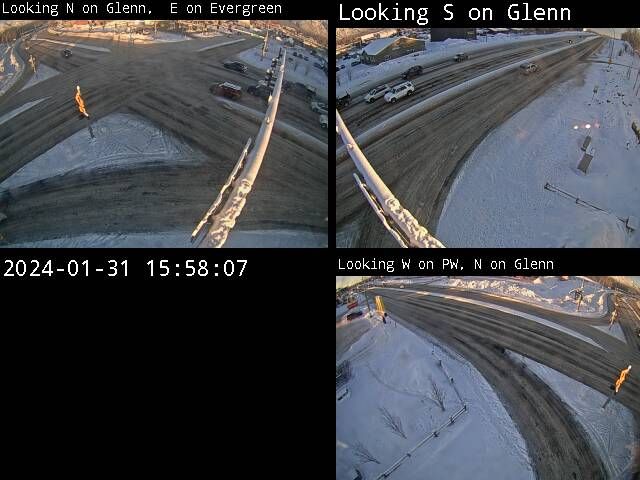 Looking N on Glenn, E on Evergreen
Looking S on Glenn
2024-01-31 15:58:07
Looking W on PW, N on Glenn